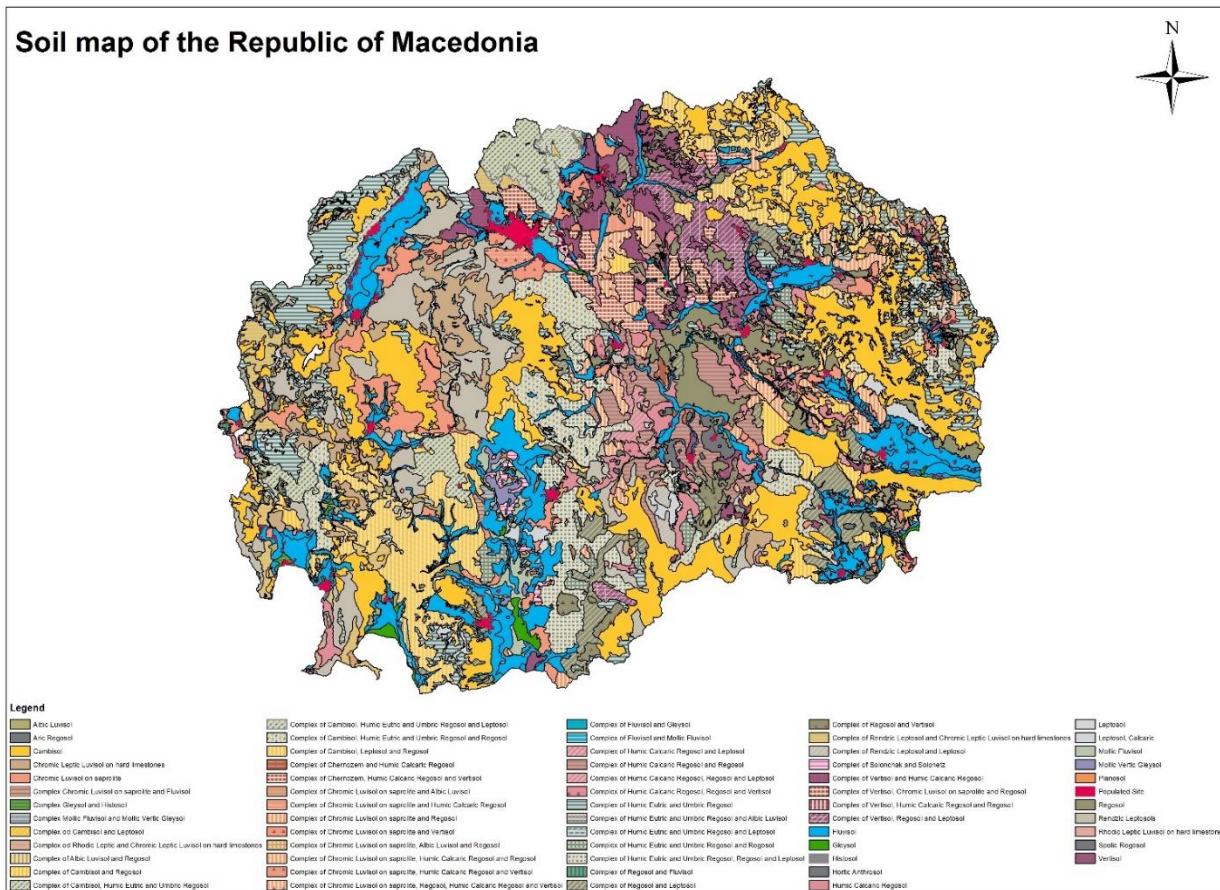 Soil map of the Republic of Macedonia
N
Legend
Albic Luvisol
Aric Regosol
Cambisol
Chromic Leptic Luvisol on hard limestones
Chromic Luvisol on saprolite
Complex Chromic Luvisol on saprolite and Fluvisol
Complex Gleysol and Histosol
Complex Mollic Fluvisol and Mollic Vertic Gleysol
Complex od Cambisol and Leptosol
Complex od Rhodic Leptic and Chromic Leptic Luvisol on hard limestones
Complex of Albic Luvisol and Regosol
Complex of Cambisol and Regosol
Complex of Cambisol, Humic Eutric and Umbric Regosol
Complex of Cambisol, Humic Eutric and Umbric Regosol and Leptosol
Complex of Cambisol, Humic Eutric and Umbric Regosol and Regosol
Complex of Cambisol, Leptosol and Regosol
Complex of Chernozem and Humic Calcaric Regosol
Complex of Chernozem, Humic Calcaric Regosol and Vertisol
Complex of Chromic Luvisol on saprolite and Albic Luvisol
Complex of Chromic Luvisol on saprolite and Humic Calcaric Regosol
Complex of Chromic Luvisol on saprolite and Regosol
Complex of Chromic Luvisol on saprolite and Vertisol
Complex of Chromic Luvisol on saprolite, Albic Luvisol and Regosol
Complex of Chromic Luvisol on saprolite, Humic Calcaric Regosol and Regosol
Complex of Chromic Luvisol on saprolite, Humic Calcaric Regosol and Vertisol
Complex of Chromic Luvisol on saprolite, Regosol, Humic Calcaric Regosol and Vertisol
Complex of Fluvisol and Gleysol
Complex of Fluvisol and Mollic Fluvisol
Complex of Humic Calcaric Regosol and Leptosol
Complex of Humic Calcaric Regosol and Regosol
Complex of Humic Calcaric Regosol, Regosol and Leptosol
Complex of Humic Calcaric Regosol, Regosol and Vertisol
Complex of Humic Eutric and Umbric Regosol
Complex of Humic Eutric and Umbric Regosol and Albic Luvisol
Complex of Humic Eutric and Umbric Regosol and Leptosol
Complex of Humic Eutric and Umbric Regosol and Rogosol
Complex of Humic Eutric and Umbric Regosol, Regosol and Leptosol
Complex of Regosol and Fluvisol
Complex of Regosol and Leptosol
Complex of Regosol and Vertisol
Complex of Rendzic Leptosol and Chromic Leptic Luvisol on hard limestones
Complex of Rendzic Leptosol and Leptosol
Complex of Solonchak and Solonetz
Complex of Vertisol and Humic Calcaric Regosol
Complex of Vertisol, Chromic Luvisol on saprolite and Regosol
Complex of Vertisol, Humic Calcaric Regosol and Regosol
Complex of Vertisol, Regosol and Leptosol
Fluvisol
Gleysol
Histosol
Hortic Anthrosol
Humic Calcaric Regosol
Leptosol
Leptosol, Calcaric
Mollic Fluvisol
Mollic Vertic Gleysol
Planosol
Populated Site
Regosol
Rendzic Leptosols
Rhodic Leptic Luvisol on hard limestone
Spolic Rogosol
Vertisol